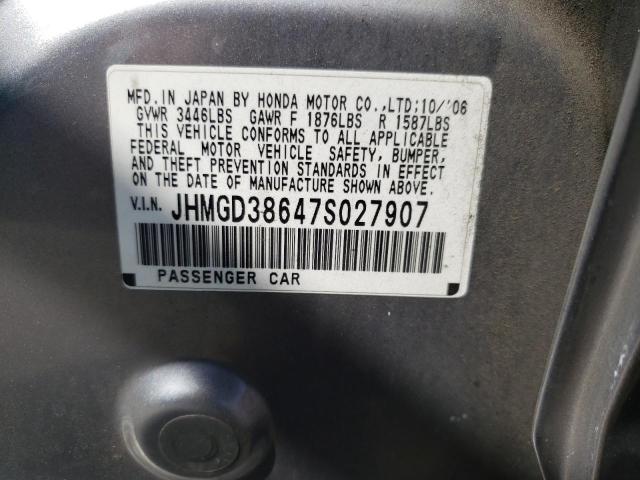 MFD.IN JAPAN BY HONDA MOTOR CO.,LTD;10/'06
GVWR 3446LBS GAWR F 1876LBS R 1587LBS
THIS VEHICLE CONFORMS TO ALL APPLICABLE
FEDERAL MOTOR VEHICLE SAFETY, BUMPER,
AND THEFT PREVENTION STANDARDS IN EFFECT
ON THE DATE OF MANUFACTURE SHOWN ABOVE.
V.I.N. JHMGD38647S027907
PASSENGER CAR